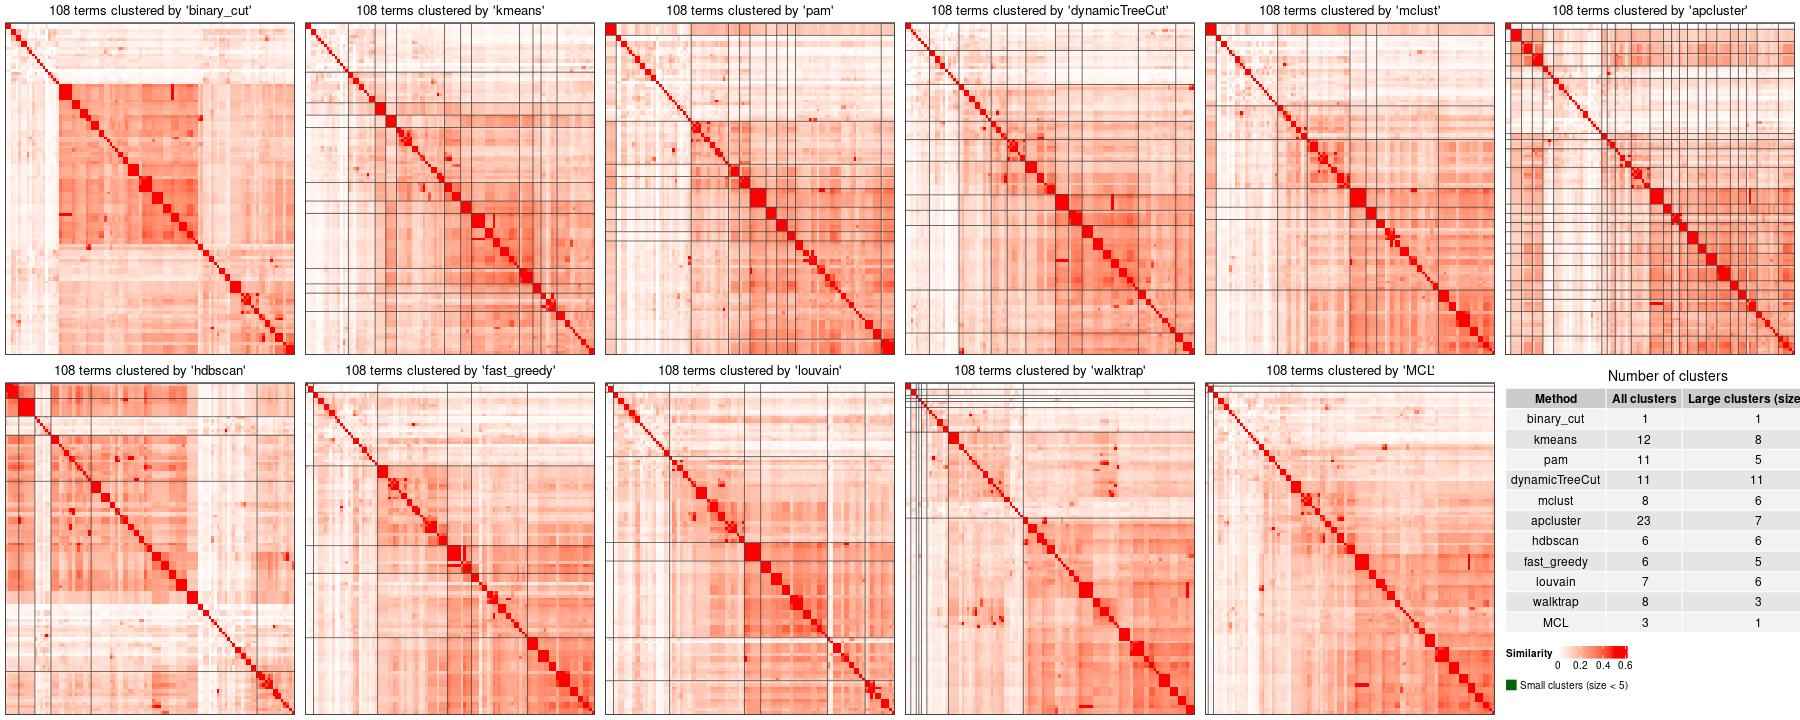 108 terms clustered by 'binary_cut'
108 terms clustered by 'kmeans'
108 terms clustered by 'pam'
108 terms clustered by 'dynamicTreeCut'
108 terms clustered by 'mclust'
108 terms clustered by 'apcluster'
108 terms clustered by 'hdbscan'
108 terms clustered by 'fast_greedy'
108 terms clustered by 'louvain'
108 terms clustered by 'walktrap'
108 terms clustered by 'MCL'
Number of clusters
Method All clusters Large clusters (size
binary_cut 1 1
kmeans 12 8
pam 11 5
dynamicTreeCut 11 11
mclust 8 6
apcluster 23 7
hdbscan 6 6
fast_greedy 6 5
louvain 7 6
walktrap 8 3
MCL 3 1
Similarity
0 0.2 0.4 0.6
Small clusters (size < 5)